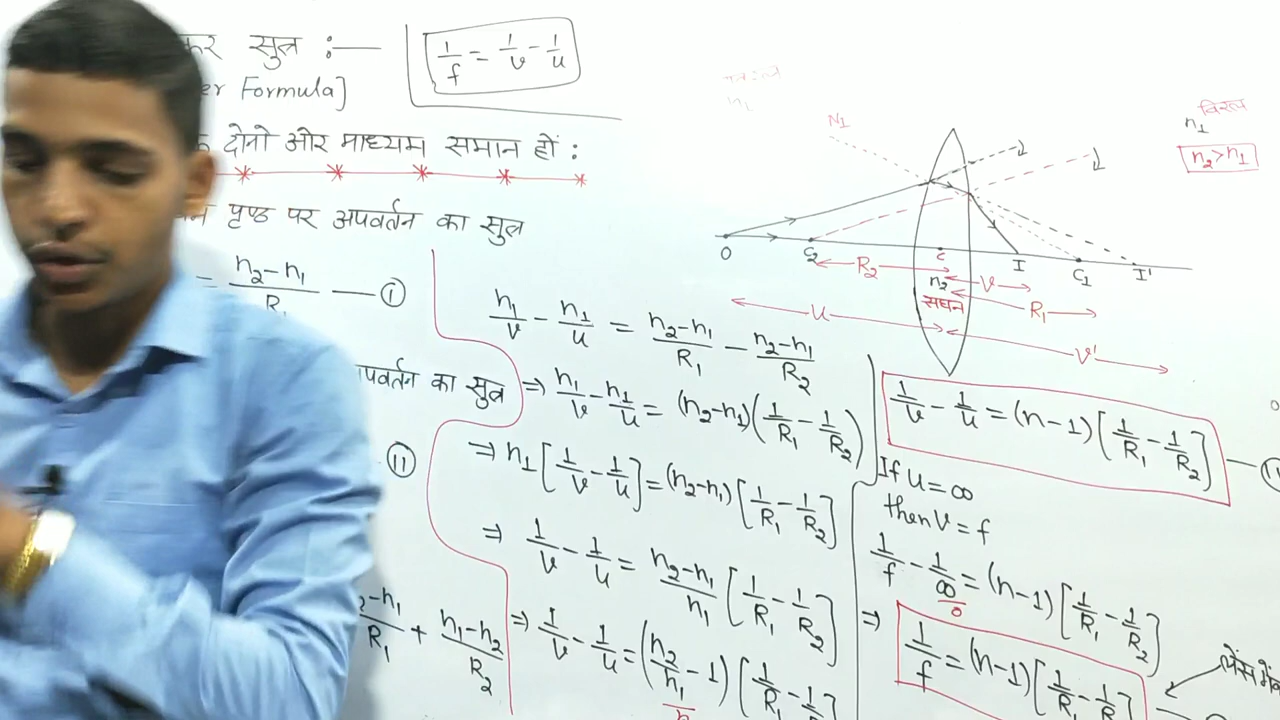 सूत्र :—
1/f = 1/v - 1/u
Formula]
दोनो ओर माध्यम समान हों :
पृष्ठ पर अपवर्तन का सूत्र
= n2-n1/R1 — (i)
का सूत्र
— (ii)
n1-n2/R2
n1/v - n1/u = n2-n1/R1 - n2-n1/R2
⇒ n1/v - n1/u = (n2-n1)(1/R1 - 1/R2)
⇒ n1[1/v - 1/u] = (n2-n1)[1/R1 - 1/R2]
⇒ 1/v - 1/u = n2-n1/n1 [1/R1 - 1/R2]
⇒ 1/v - 1/u = (n2/n1 - 1)[1/R1 - 1/R2]
n
N1
विरल
n1
n2>n1
O
C2
R2
C
n2
सघन
V
I
R1
C1
I'
u
v'
1/v - 1/u = (n-1)[1/R1 - 1/R2]
If u = ∞
then v = f
1/f - 1/∞ = (n-1)[1/R1 - 1/R2]
0
⇒ 1/f = (n-1)[1/R1 - 1/R
लेंस